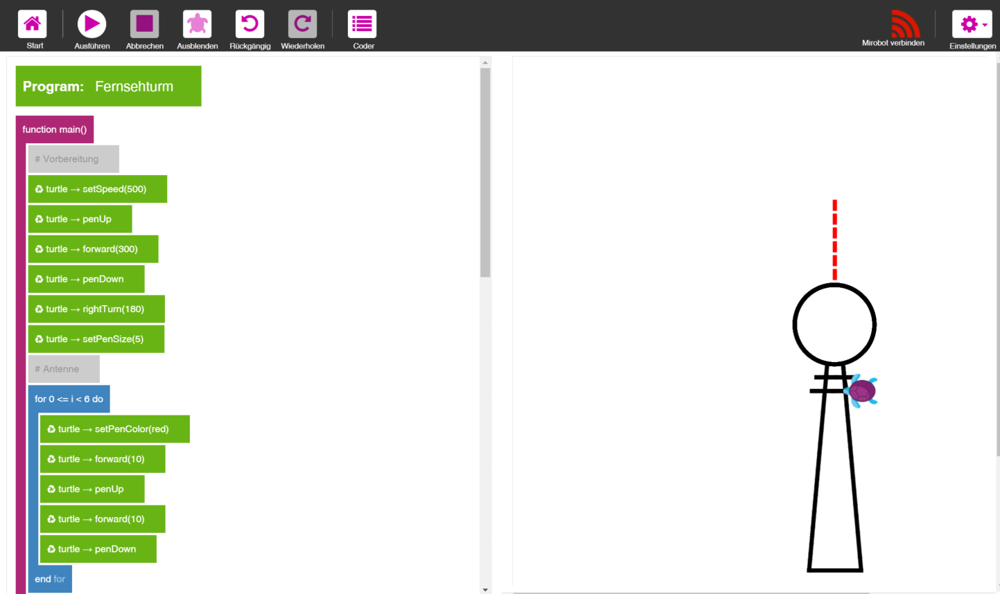 Start
Ausführen
Abbrechen
Ausblenden
Rückgängig
Wiederholen
Coder
Mirobot verbinden
Einstellungen
Program: Fernsehturm
function main()
# Vorbereitung
turtle → setSpeed(500)
turtle → penUp
turtle → forward(300)
turtle → penDown
turtle → rightTurn(180)
turtle → setPenSize(5)
# Antenne
for 0 <= i < 6 do
turtle → setPenColor(red)
turtle → forward(10)
turtle → penUp
turtle → forward(10)
turtle → penDown
end for